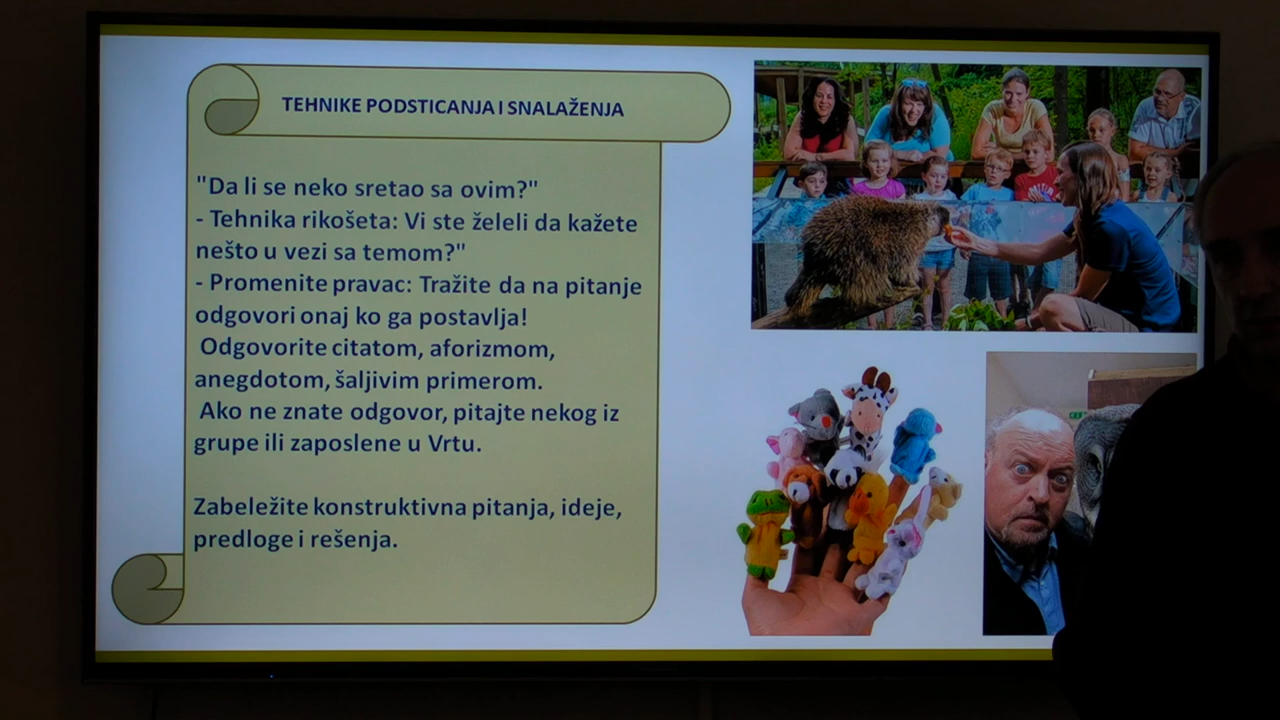 TEHNIKE PODSTICANJA I SNALAŽENJA
"Da li se neko sretao sa ovim?"
- Tehnika rikošeta: Vi ste želeli da kažete
nešto u vezi sa temom?"
- Promenite pravac: Tražite da na pitanje
odgovori onaj ko ga postavlja!
Odgovorite citatom, aforizmom,
anegdotom, šaljivim primerom.
Ako ne znate odgovor, pitajte nekog iz
grupe ili zaposlene u Vrtu.
Zabeležite konstruktivna pitanja, ideje,
predloge i rešenja.